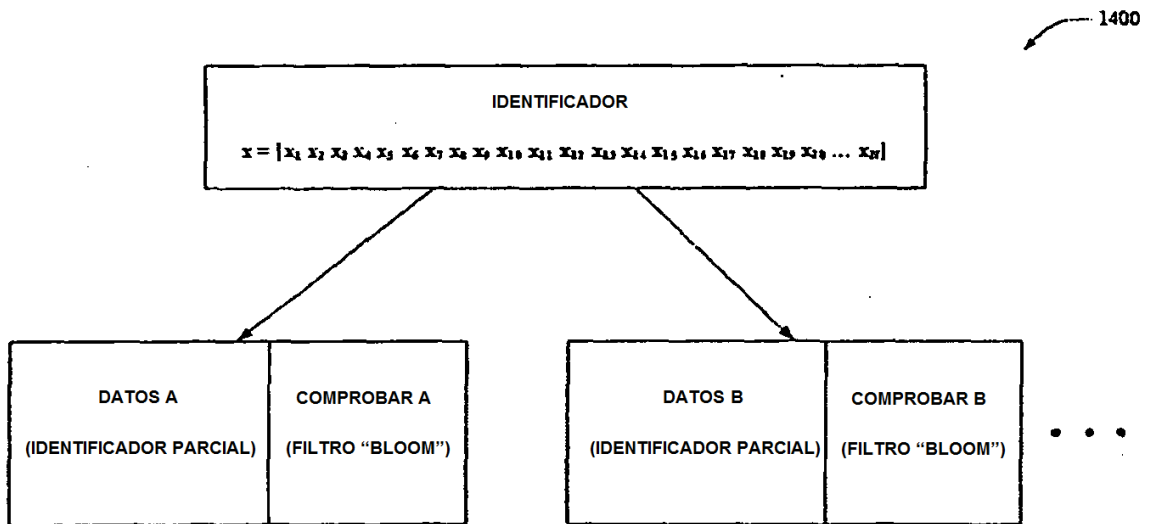 1400
IDENTIFICADOR
x = [x₁ x₂ x₃ x₄ x₅ x₆ x₇ x₈ x₉ x₁₀ x₁₁ x₁₂ x₁₃ x₁₄ x₁₅ x₁₆ x₁₇ x₁₈ x₁₉ x₂₀ ... x_N]
DATOS A
(IDENTIFICADOR PARCIAL)
COMPROBAR A
(FILTRO “BLOOM”)
DATOS B
(IDENTIFICADOR PARCIAL)
COMPROBAR B
(FILTRO “BLOOM”)
• • •